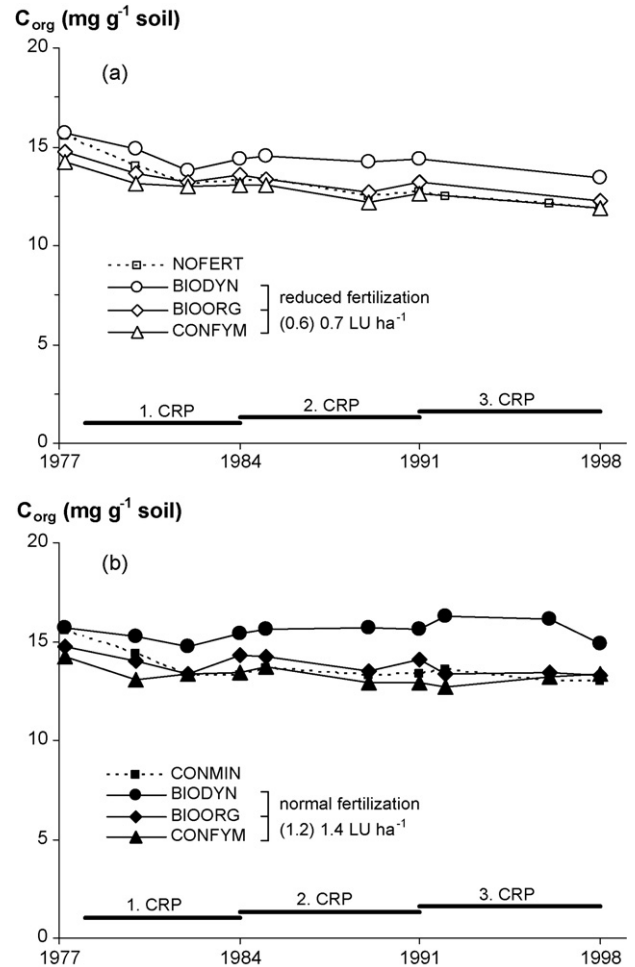 C_org (mg g⁻¹ soil)
20
(a)
15
10
NOFERT
BIODYN
BIOORG
CONFYM
reduced fertilization
(0.6) 0.7 LU ha⁻¹
5
1. CRP
2. CRP
3. CRP
0
1977
1984
1991
1998
C_org (mg g⁻¹ soil)
20
(b)
15
10
CONMIN
BIODYN
BIOORG
CONFYM
normal fertilization
(1.2) 1.4 LU ha⁻¹
5
1. CRP
2. CRP
3. CRP
0
1977
1984
1991
1998